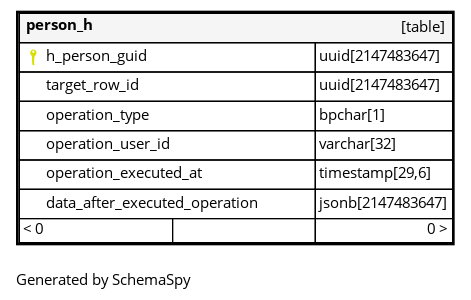 person_h [table]
h_person_guid uuid[2147483647]
target_row_id uuid[2147483647]
operation_type bpchar[1]
operation_user_id varchar[32]
operation_executed_at timestamp[29,6]
data_after_executed_operation jsonb[2147483647]
< 0 0 >
Generated by SchemaSpy